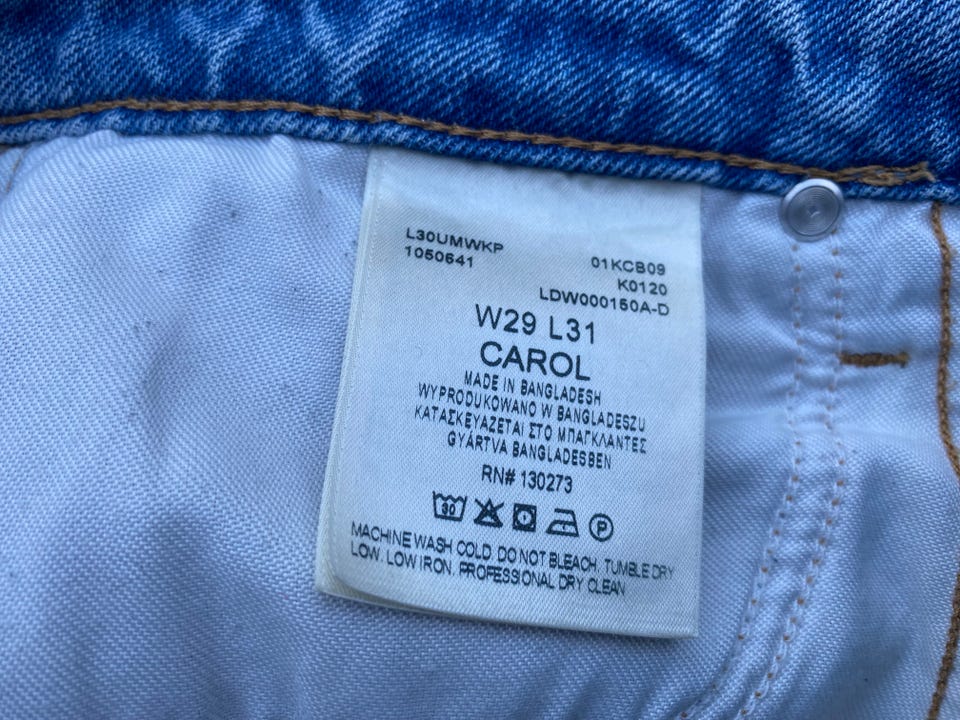 L30UMWKP
1050641
01KCB09
K0120
LDW000150A-D
W29 L31
CAROL
MADE IN BANGLADESH
WYPRODUKOWANO W BANGLADESZU
ΚΑΤΑΣΚΕΥΑΖΕΤΑΙ ΣΤΟ ΜΠΑΓΚΛΑΝΤΕΣ
GYÁRTVA BANGLADESBEN
RN# 130273
30 P
MACHINE WASH COLD. DO NOT BLEACH. TUMBLE DRY
LOW. LOW IRON. PROFESSIONAL DRY CLEAN